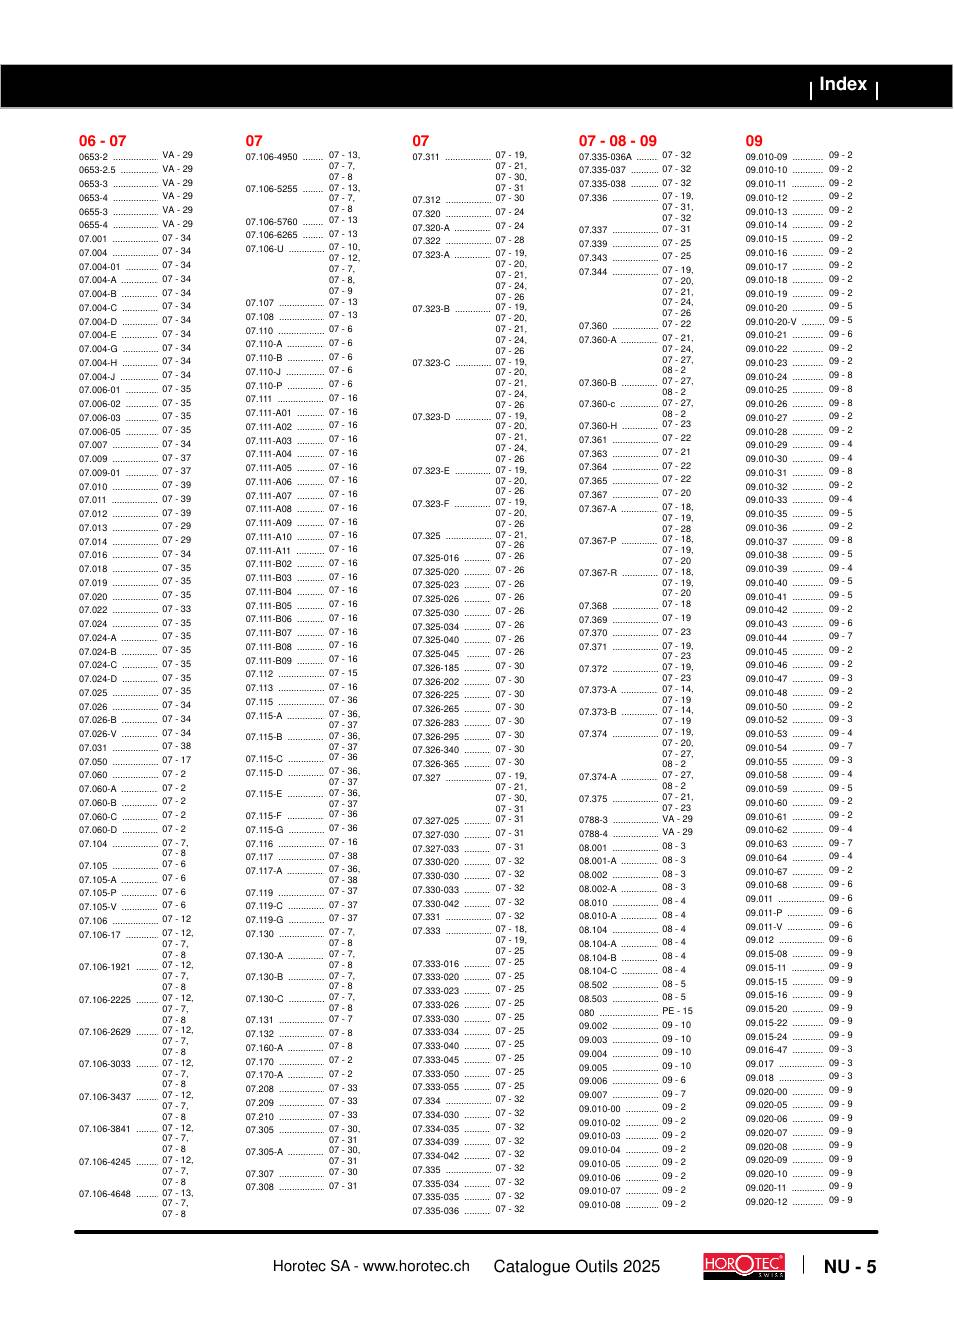 Index
06 - 07
0653-2 ................. VA - 29
0653-2.5 ............... VA - 29
0653-3 ................. VA - 29
0653-4 ................. VA - 29
0655-3 ................. VA - 29
0655-4 ................. VA - 29
07.001 ................. 07 - 34
07.004 ................. 07 - 34
07.004-01 ............ 07 - 34
07.004-A .............. 07 - 34
07.004-B .............. 07 - 34
07.004-C .............. 07 - 34
07.004-D .............. 07 - 34
07.004-E .............. 07 - 34
07.004-G .............. 07 - 34
07.004-H .............. 07 - 34
07.004-J .............. 07 - 34
07.006-01 ............ 07 - 35
07.006-02 ............ 07 - 35
07.006-03 ............ 07 - 35
07.006-05 ............ 07 - 35
07.007 ................. 07 - 34
07.009 ................. 07 - 37
07.009-01 ............ 07 - 37
07.010 ................. 07 - 39
07.011 ................. 07 - 39
07.012 ................. 07 - 39
07.013 ................. 07 - 29
07.014 ................. 07 - 29
07.016 ................. 07 - 34
07.018 ................. 07 - 35
07.019 ................. 07 - 35
07.020 ................. 07 - 35
07.022 ................. 07 - 33
07.024 ................. 07 - 35
07.024-A .............. 07 - 35
07.024-B .............. 07 - 35
07.024-C .............. 07 - 35
07.024-D .............. 07 - 35
07.025 ................. 07 - 35
07.026 ................. 07 - 34
07.026-B .............. 07 - 34
07.026-V .............. 07 - 34
07.031 ................. 07 - 38
07.050 ................. 07 - 17
07.060 ................. 07 - 2
07.060-A .............. 07 - 2
07.060-B .............. 07 - 2
07.060-C .............. 07 - 2
07.060-D .............. 07 - 2
07.104 ................. 07 - 7,
07 - 8
07.105 ................. 07 - 6
07.105-A .............. 07 - 6
07.105-P .............. 07 - 6
07.105-V .............. 07 - 6
07.106 ................. 07 - 12
07.106-17 ............ 07 - 12,
07 - 7,
07 - 8
07.106-1921 ........ 07 - 12,
07 - 7,
07 - 8
07.106-2225 ........ 07 - 12,
07 - 7,
07 - 8
07.106-2629 ........ 07 - 12,
07 - 7,
07 - 8
07.106-3033 ........ 07 - 12,
07 - 7,
07 - 8
07.106-3437 ........ 07 - 12,
07 - 7,
07 - 8
07.106-3841 ........ 07 - 12,
07 - 7,
07 - 8
07.106-4245 ........ 07 - 12,
07 - 7,
07 - 8
07.106-4648 ........ 07 - 13,
07 - 7,
07 - 8
07
07.106-4950 ........ 07 - 13,
07 - 7,
07 - 8
07.106-5255 ........ 07 - 13,
07 - 7,
07 - 8
07.106-5760 ........ 07 - 13
07.106-6265 ........ 07 - 13
07.106-U .............. 07 - 10,
07 - 12,
07 - 7,
07 - 8,
07 - 9
07.107 ................. 07 - 13
07.108 ................. 07 - 13
07.110 ................. 07 - 6
07.110-A .............. 07 - 6
07.110-B .............. 07 - 6
07.110-J .............. 07 - 6
07.110-P .............. 07 - 6
07.111 ................. 07 - 16
07.111-A01 .......... 07 - 16
07.111-A02 .......... 07 - 16
07.111-A03 .......... 07 - 16
07.111-A04 .......... 07 - 16
07.111-A05 .......... 07 - 16
07.111-A06 .......... 07 - 16
07.111-A07 .......... 07 - 16
07.111-A08 .......... 07 - 16
07.111-A09 .......... 07 - 16
07.111-A10 .......... 07 - 16
07.111-A11 .......... 07 - 16
07.111-B02 .......... 07 - 16
07.111-B03 .......... 07 - 16
07.111-B04 .......... 07 - 16
07.111-B05 .......... 07 - 16
07.111-B06 .......... 07 - 16
07.111-B07 .......... 07 - 16
07.111-B08 .......... 07 - 16
07.111-B09 .......... 07 - 16
07.112 ................. 07 - 15
07.113 ................. 07 - 16
07.115 ................. 07 - 36
07.115-A .............. 07 - 36,
07 - 37
07.115-B .............. 07 - 36,
07 - 37
07.115-C .............. 07 - 36
07.115-D .............. 07 - 36,
07 - 37
07.115-E .............. 07 - 36,
07 - 37
07.115-F .............. 07 - 36
07.115-G .............. 07 - 36
07.116 ................. 07 - 16
07.117 ................. 07 - 38
07.117-A .............. 07 - 36,
07 - 38
07.119 ................. 07 - 37
07.119-C .............. 07 - 37
07.119-G .............. 07 - 37
07.130 ................. 07 - 7,
07 - 8
07.130-A .............. 07 - 7,
07 - 8
07.130-B .............. 07 - 7,
07 - 8
07.130-C .............. 07 - 7,
07 - 8
07.131 ................. 07 - 7
07.132 ................. 07 - 8
07.160-A .............. 07 - 8
07.170 ................. 07 - 2
07.170-A .............. 07 - 2
07.208 ................. 07 - 33
07.209 ................. 07 - 33
07.210 ................. 07 - 33
07.305 ................. 07 - 30,
07 - 31
07.305-A .............. 07 - 30,
07 - 31
07.307 ................. 07 - 30
07.308 ................. 07 - 31
07
07.311 ................. 07 - 19,
07 - 21,
07 - 30,
07 - 31
07.312 ................. 07 - 30
07.320 ................. 07 - 24
07.320-A .............. 07 - 24
07.322 ................. 07 - 28
07.323-A .............. 07 - 19,
07 - 20,
07 - 21,
07 - 24,
07 - 26
07.323-B .............. 07 - 19,
07 - 20,
07 - 21,
07 - 24,
07 - 26
07.323-C .............. 07 - 19,
07 - 20,
07 - 21,
07 - 24,
07 - 26
07.323-D .............. 07 - 19,
07 - 20,
07 - 21,
07 - 24,
07 - 26
07.323-E .............. 07 - 19,
07 - 20,
07 - 26
07.323-F .............. 07 - 19,
07 - 20,
07 - 26
07.325 ................. 07 - 21,
07 - 26
07.325-016 .......... 07 - 26
07.325-020 .......... 07 - 26
07.325-023 .......... 07 - 26
07.325-026 .......... 07 - 26
07.325-030 .......... 07 - 26
07.325-034 .......... 07 - 26
07.325-040 .......... 07 - 26
07.325-045 ......... 07 - 26
07.326-185 .......... 07 - 30
07.326-202 .......... 07 - 30
07.326-225 .......... 07 - 30
07.326-265 .......... 07 - 30
07.326-283 .......... 07 - 30
07.326-295 .......... 07 - 30
07.326-340 .......... 07 - 30
07.326-365 .......... 07 - 30
07.327 ................. 07 - 19,
07 - 21,
07 - 30,
07 - 31
07.327-025 .......... 07 - 31
07.327-030 .......... 07 - 31
07.327-033 .......... 07 - 31
07.330-020 .......... 07 - 32
07.330-030 .......... 07 - 32
07.330-033 .......... 07 - 32
07.330-042 .......... 07 - 32
07.331 ................. 07 - 32
07.333 ................. 07 - 18,
07 - 19,
07 - 25
07.333-016 .......... 07 - 25
07.333-020 .......... 07 - 25
07.333-023 .......... 07 - 25
07.333-026 .......... 07 - 25
07.333-030 .......... 07 - 25
07.333-034 .......... 07 - 25
07.333-040 .......... 07 - 25
07.333-045 .......... 07 - 25
07.333-050 .......... 07 - 25
07.333-055 .......... 07 - 25
07.334 ................. 07 - 32
07.334-030 .......... 07 - 32
07.334-035 .......... 07 - 32
07.334-039 .......... 07 - 32
07.334-042 .......... 07 - 32
07.335 ................. 07 - 32
07.335-034 .......... 07 - 32
07.335-035 .......... 07 - 32
07.335-036 .......... 07 - 32
07 - 08 - 09
07.335-036A ........ 07 - 32
07.335-037 .......... 07 - 32
07.335-038 .......... 07 - 32
07.336 ................. 07 - 19,
07 - 31,
07 - 32
07.337 ................. 07 - 31
07.339 ................. 07 - 25
07.343 ................. 07 - 25
07.344 ................. 07 - 19,
07 - 20,
07 - 21,
07 - 24,
07 - 26
07.360 ................. 07 - 22
07.360-A .............. 07 - 21,
07 - 24,
07 - 27,
08 - 2
07.360-B .............. 07 - 27,
08 - 2
07.360-c .............. 07 - 27,
08 - 2
07.360-H .............. 07 - 23
07.361 ................. 07 - 22
07.363 ................. 07 - 21
07.364 ................. 07 - 22
07.365 ................. 07 - 22
07.367 ................. 07 - 20
07.367-A .............. 07 - 18,
07 - 19,
07 - 28
07.367-P .............. 07 - 18,
07 - 19,
07 - 20
07.367-R .............. 07 - 18,
07 - 19,
07 - 20
07.368 ................. 07 - 18
07.369 ................. 07 - 19
07.370 ................. 07 - 23
07.371 ................. 07 - 19,
07 - 23
07.372 ................. 07 - 19,
07 - 23
07.373-A .............. 07 - 14,
07 - 19
07.373-B .............. 07 - 14,
07 - 19
07.374 ................. 07 - 19,
07 - 20,
07 - 27,
08 - 2
07.374-A .............. 07 - 27,
08 - 2
07.375 ................. 07 - 21,
07 - 23
0788-3 ................. VA - 29
0788-4 ................. VA - 29
08.001 ................. 08 - 3
08.001-A .............. 08 - 3
08.002 ................. 08 - 3
08.002-A .............. 08 - 3
08.010 ................. 08 - 4
08.010-A .............. 08 - 4
08.104 ................. 08 - 4
08.104-A .............. 08 - 4
08.104-B .............. 08 - 4
08.104-C .............. 08 - 4
08.502 ................. 08 - 5
08.503 ................. 08 - 5
080 ...................... PE - 15
09.002 ................. 09 - 10
09.003 ................. 09 - 10
09.004 ................. 09 - 10
09.005 ................. 09 - 10
09.006 ................. 09 - 6
09.007 ................. 09 - 7
09.010-00 ............ 09 - 2
09.010-02 ............ 09 - 2
09.010-03 ............ 09 - 2
09.010-04 ............ 09 - 2
09.010-05 ............ 09 - 2
09.010-06 ............ 09 - 2
09.010-07 ............ 09 - 2
09.010-08 ............ 09 - 2
09
09.010-09 ............ 09 - 2
09.010-10 ............ 09 - 2
09.010-11 ............ 09 - 2
09.010-12 ............ 09 - 2
09.010-13 ............ 09 - 2
09.010-14 ............ 09 - 2
09.010-15 ............ 09 - 2
09.010-16 ............ 09 - 2
09.010-17 ............ 09 - 2
09.010-18 ............ 09 - 2
09.010-19 ............ 09 - 2
09.010-20 ............ 09 - 5
09.010-20-V ......... 09 - 5
09.010-21 ............ 09 - 6
09.010-22 ............ 09 - 2
09.010-23 ............ 09 - 2
09.010-24 ............ 09 - 8
09.010-25 ............ 09 - 8
09.010-26 ............ 09 - 8
09.010-27 ............ 09 - 2
09.010-28 ............ 09 - 2
09.010-29 ............ 09 - 4
09.010-30 ............ 09 - 4
09.010-31 ............ 09 - 8
09.010-32 ............ 09 - 2
09.010-33 ............ 09 - 4
09.010-35 ............ 09 - 5
09.010-36 ............ 09 - 2
09.010-37 ............ 09 - 8
09.010-38 ............ 09 - 5
09.010-39 ............ 09 - 4
09.010-40 ............ 09 - 5
09.010-41 ............ 09 - 5
09.010-42 ............ 09 - 2
09.010-43 ............ 09 - 6
09.010-44 ............ 09 - 7
09.010-45 ............ 09 - 2
09.010-46 ............ 09 - 2
09.010-47 ............ 09 - 3
09.010-48 ............ 09 - 2
09.010-50 ............ 09 - 2
09.010-52 ............ 09 - 3
09.010-53 ............ 09 - 4
09.010-54 ............ 09 - 7
09.010-55 ............ 09 - 3
09.010-58 ............ 09 - 4
09.010-59 ............ 09 - 5
09.010-60 ............ 09 - 2
09.010-61 ............ 09 - 2
09.010-62 ............ 09 - 4
09.010-63 ............ 09 - 7
09.010-64 ............ 09 - 4
09.010-67 ............ 09 - 2
09.010-68 ............ 09 - 6
09.011 ................. 09 - 6
09.011-P .............. 09 - 6
09.011-V .............. 09 - 6
09.012 ................. 09 - 6
09.015-08 ............ 09 - 9
09.015-11 ............ 09 - 9
09.015-15 ............ 09 - 9
09.015-16 ............ 09 - 9
09.015-20 ............ 09 - 9
09.015-22 ............ 09 - 9
09.015-24 ............ 09 - 9
09.016-47 ............ 09 - 3
09.017 ................. 09 - 3
09.018 ................. 09 - 3
09.020-00 ............ 09 - 9
09.020-05 ............ 09 - 9
09.020-06 ............ 09 - 9
09.020-07 ............ 09 - 9
09.020-08 ............ 09 - 9
09.020-09 ............ 09 - 9
09.020-10 ............ 09 - 9
09.020-11 ............ 09 - 9
09.020-12 ............ 09 - 9
Horotec SA - www.horotec.ch Catalogue Outils 2025 HOROTEC SWISS NU - 5